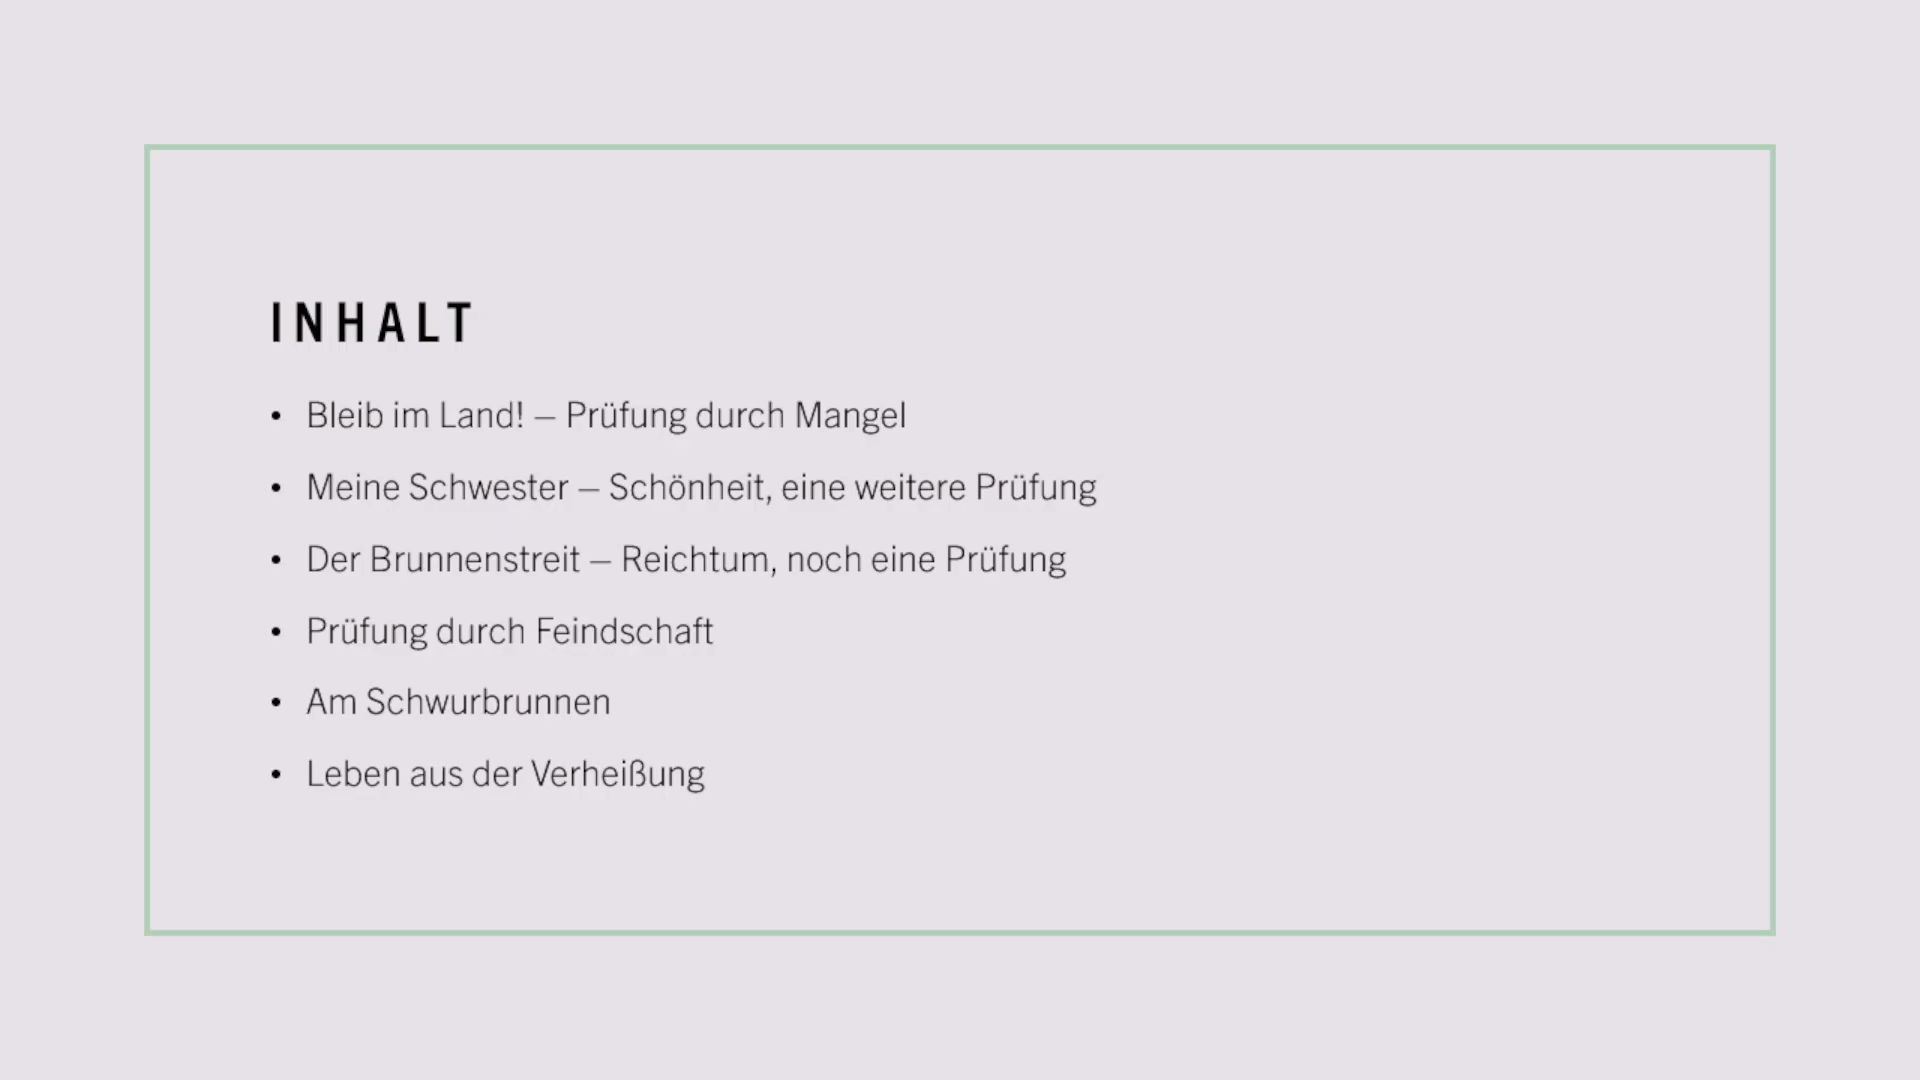 INHALT
• Bleib im Land! – Prüfung durch Mangel
• Meine Schwester – Schönheit, eine weitere Prüfung
• Der Brunnenstreit – Reichtum, noch eine Prüfung
• Prüfung durch Feindschaft
• Am Schwurbrunnen
• Leben aus der Verheißung